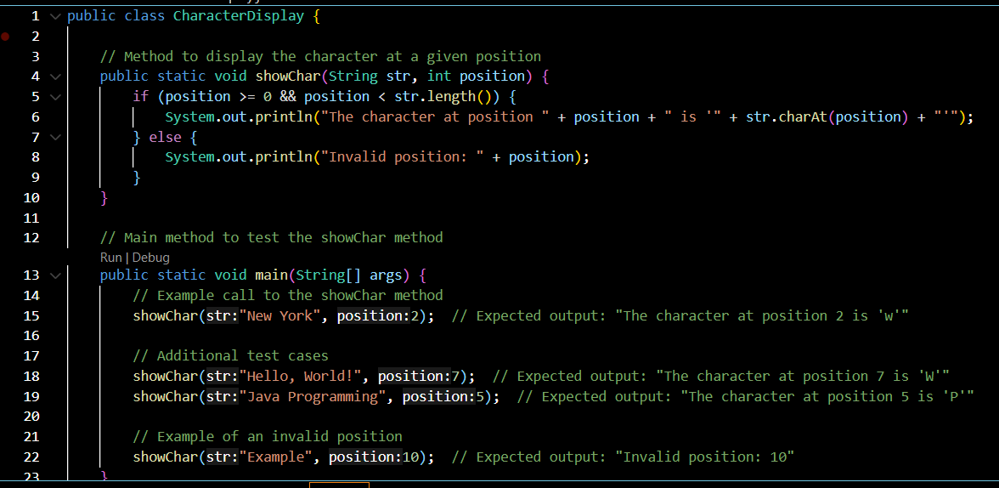 1 public class CharacterDisplay {
2
3 // Method to display the character at a given position
4 public static void showChar(String str, int position) {
5 if (position >= 0 && position < str.length()) {
6 System.out.println("The character at position " + position + " is '" + str.charAt(position) + "'");
7 } else {
8 System.out.println("Invalid position: " + position);
9 }
10 }
11
12 // Main method to test the showChar method
Run | Debug
13 public static void main(String[] args) {
14 // Example call to the showChar method
15 showChar(str:"New York", position:2); // Expected output: "The character at position 2 is 'w'"
16
17 // Additional test cases
18 showChar(str:"Hello, World!", position:7); // Expected output: "The character at position 7 is 'W'"
19 showChar(str:"Java Programming", position:5); // Expected output: "The character at position 5 is 'P'"
20
21 // Example of an invalid position
22 showChar(str:"Example", position:10); // Expected output: "Invalid position: 10"
23 }